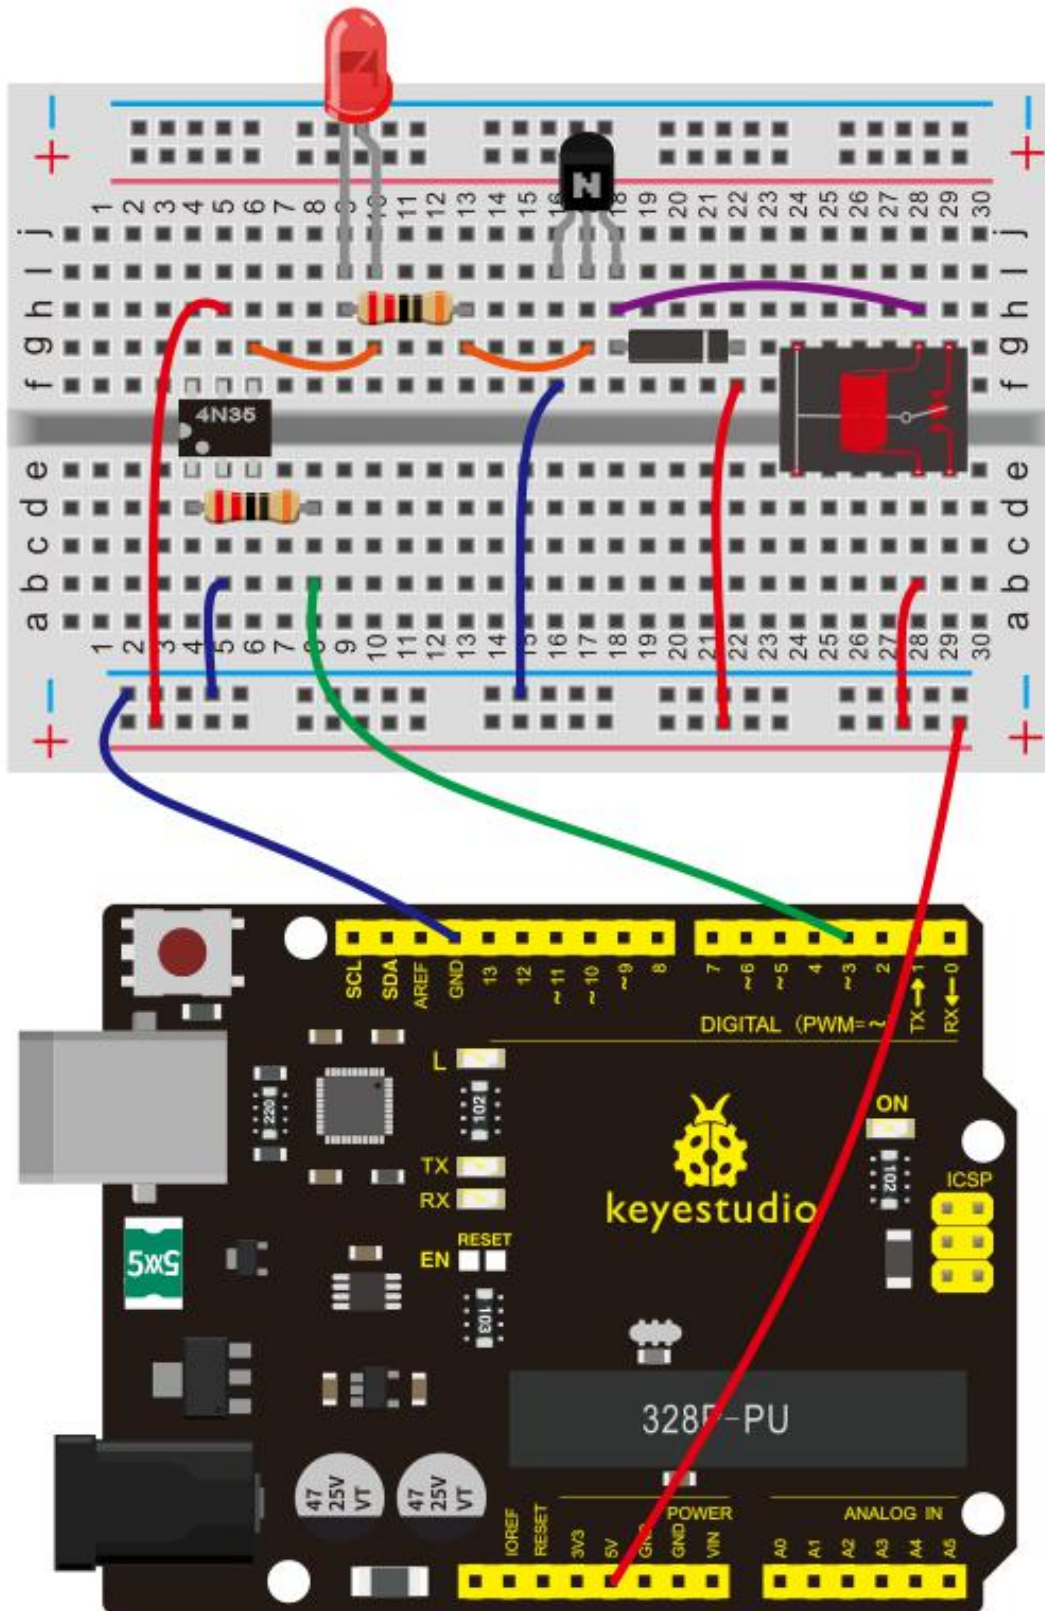 − −
+ +
1 2 3 4 5 6 7 8 9 10 11 12 13 14 15 16 17 18 19 20 21 22 23 24 25 26 27 28 29 30
N
j j
I I
h h
g g
f f
4N35
e e
d d
c c
b b
a a
1 2 3 4 5 6 7 8 9 10 11 12 13 14 15 16 17 18 19 20 21 22 23 24 25 26 27 28 29 30
− −
+ +
SCL SDA AREF GND 13 12 ~11 ~10 ~9 8 7 ~6 ~5 4 ~3 2 TX→1 RX←0
DIGITAL (PWM=~)
L
220 102
ON
TX
RX
102
ICSP
keyestudio
RESET
EN
5XX5
103
328P-PU
47 25V VT
47 25V VT
POWER ANALOG IN
IOREF RESET 3V3 5V GND GND VIN A0 A1 A2 A3 A4 A5